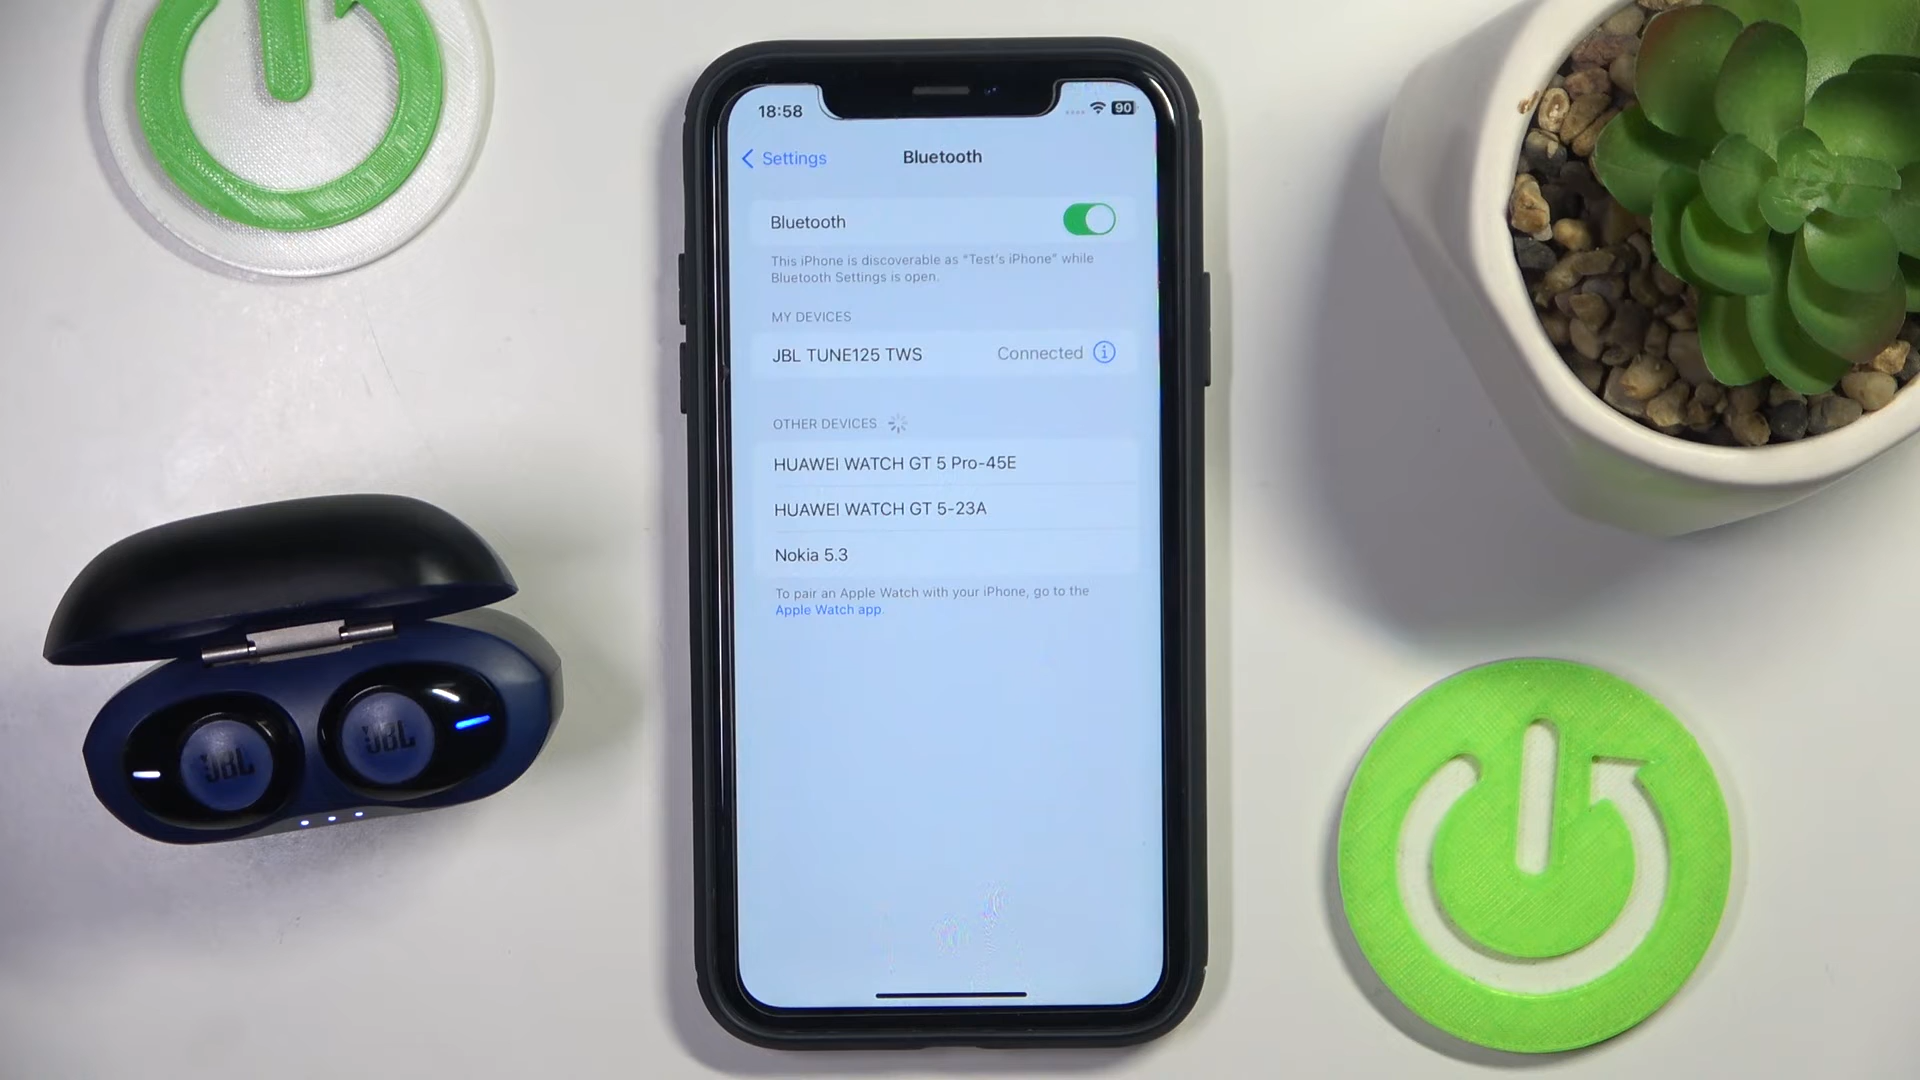 18:58
90
Settings
Bluetooth
Bluetooth
This iPhone is discoverable as "Test's iPhone" while
Bluetooth Settings is open.
MY DEVICES
JBL TUNE125 TWS
Connected
OTHER DEVICES
HUAWEI WATCH GT 5 Pro-45E
HUAWEI WATCH GT 5-23A
Nokia 5.3
To pair an Apple Watch with your iPhone, go to the
Apple Watch app.
JBL
JBL